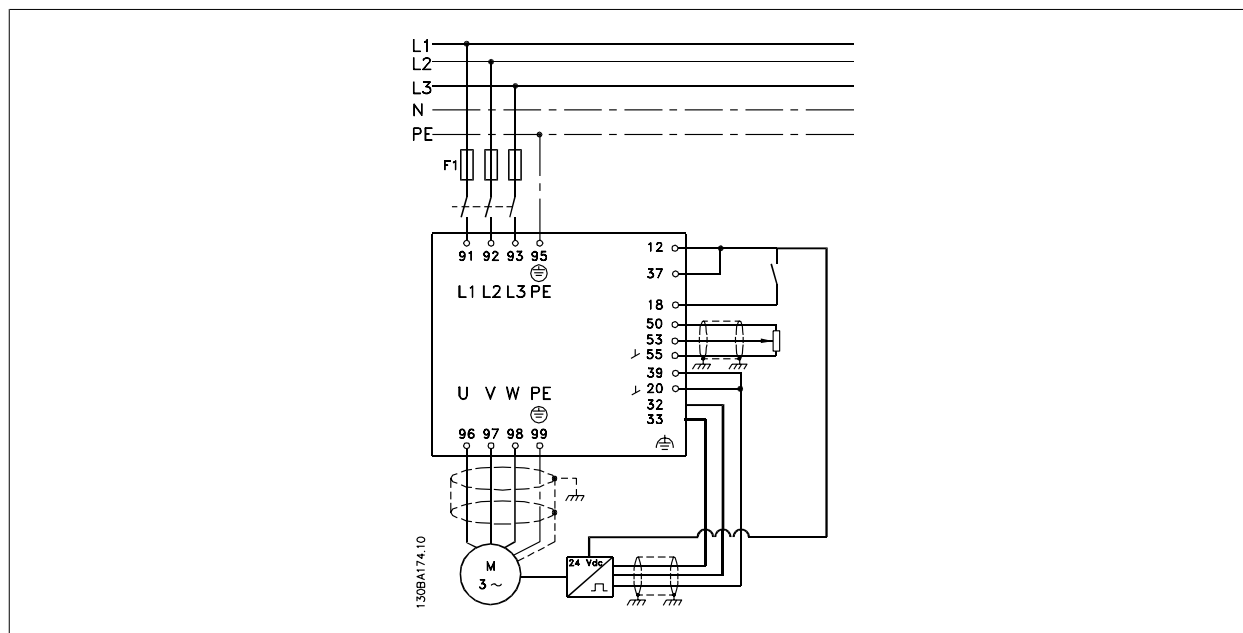 L1
L2
L3
N
PE
F1
91 92 93 95
L1 L2 L3 PE
12
37
18
50
53
55
39
20
32
33
U V W PE
96 97 98 99
M
3 ~
24 Vdc
130BA174.10